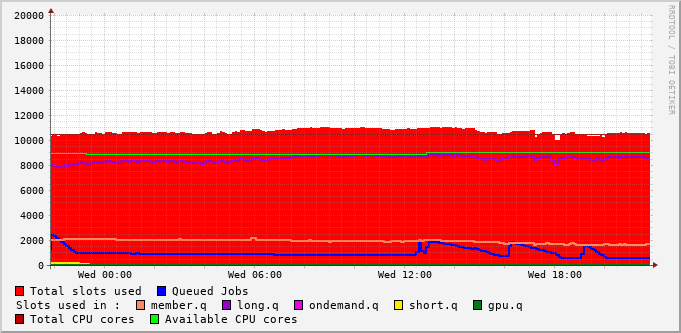 20000
18000
16000
14000
12000
10000
8000
6000
4000
2000
0
Wed 00:00 Wed 06:00 Wed 12:00 Wed 18:00
RRDTOOL / TOBI OETIKER
Total slots used Queued Jobs
Slots used in : member.q long.q ondemand.q short.q gpu.q
Total CPU cores Available CPU cores